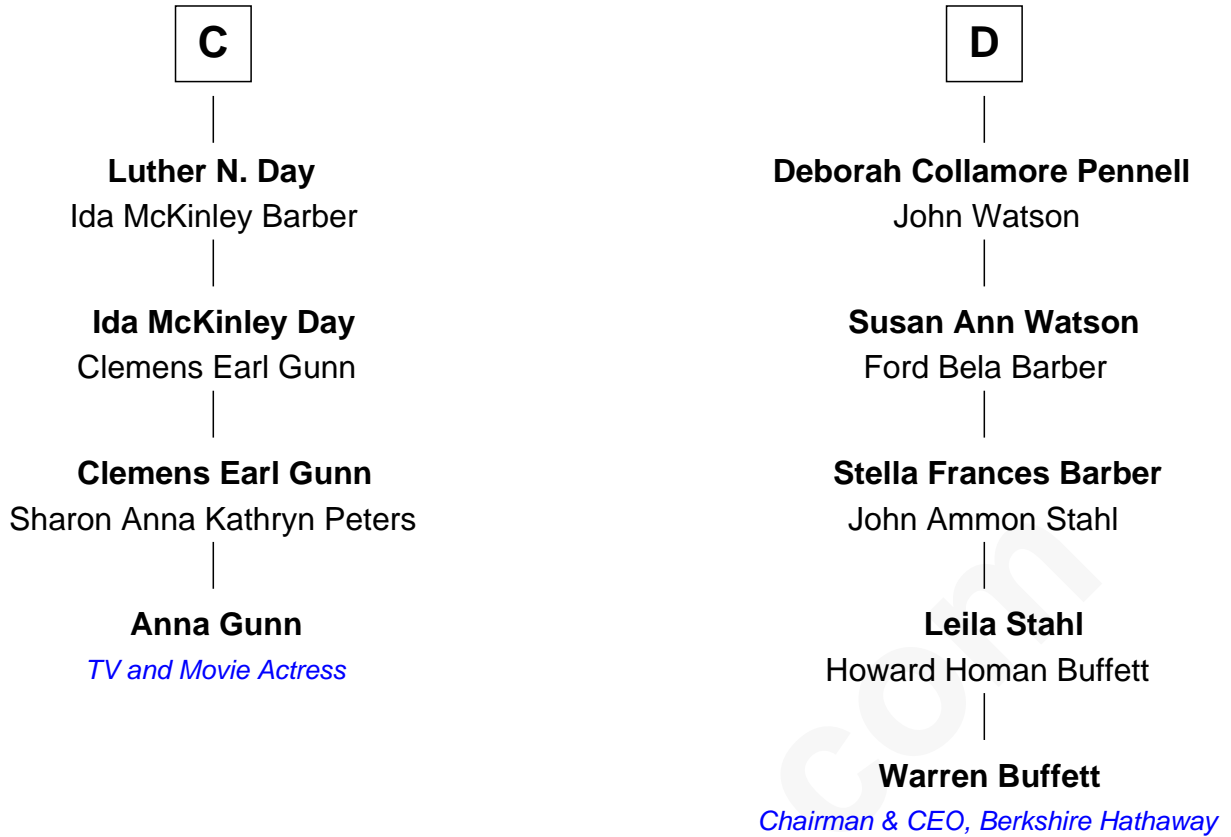 C
Luther N. Day
Ida McKinley Barber
Ida McKinley Day
Clemens Earl Gunn
Clemens Earl Gunn
Sharon Anna Kathryn Peters
Anna Gunn
TV and Movie Actress
D
Deborah Collamore Pennell
John Watson
Susan Ann Watson
Ford Bela Barber
Stella Frances Barber
John Ammon Stahl
Leila Stahl
Howard Homan Buffett
Warren Buffett
Chairman & CEO, Berkshire Hathaway
com